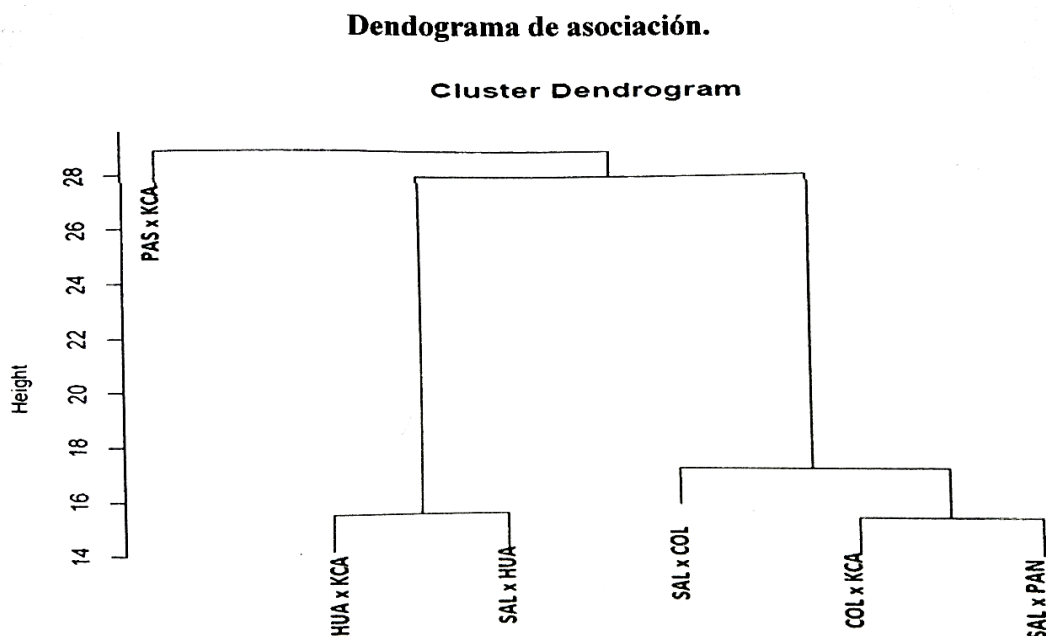 Dendograma de asociación.
Cluster Dendrogram
Height
28
26
24
22
20
18
16
14
PAS x KCA
HUA x KCA
SAL x HUA
SAL x COL
COL x KCA
SAL x PAN